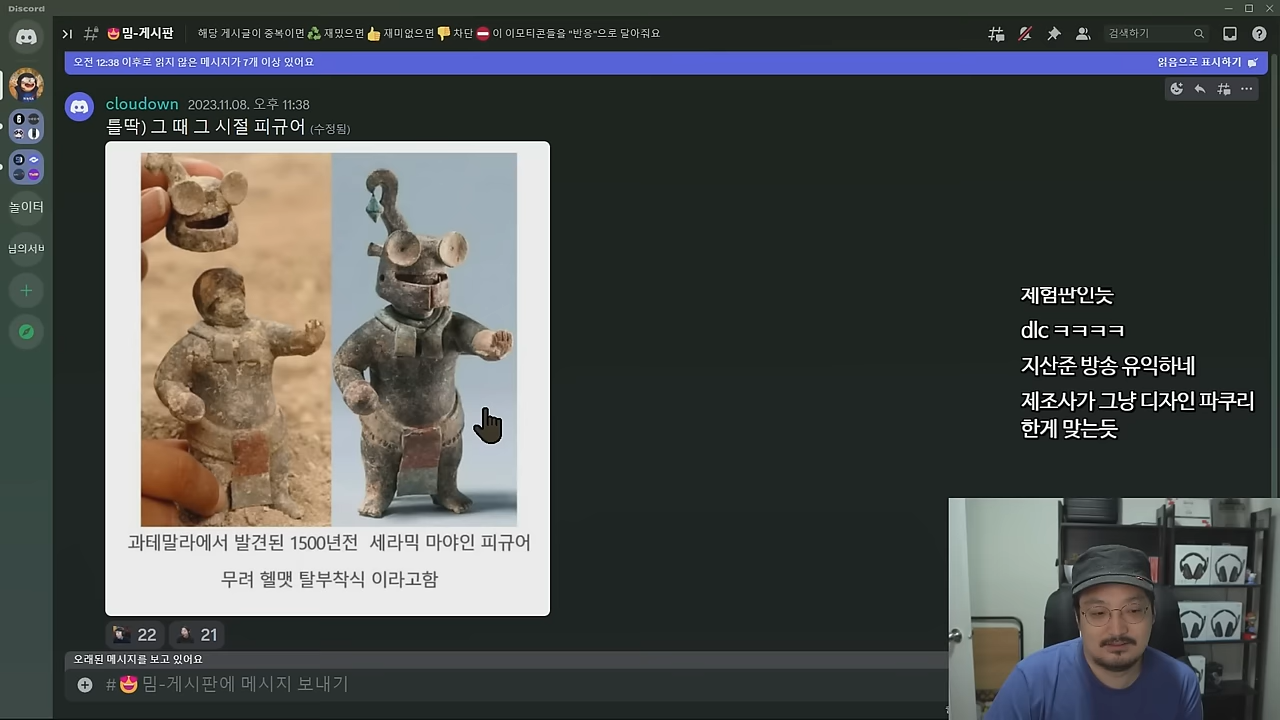 Discord
밈-게시판
해당 게시글이 중복이면 ♻️ 재밌으면 👍 재미없으면 👎 차단 ⛔ 이 이모티콘들을 "반응"으로 달아줘요
검색하기
오전 12:38 이후로 읽지 않은 메시지가 7개 이상 있어요
읽음으로 표시하기
cloudown 2023.11.08. 오후 11:38
틀딱) 그 때 그 시절 피규어 (수정됨)
놀이터
님의서버
체험판인듯
dlc ㅋㅋㅋㅋ
지산준 방송 유익하네
제조사가 그냥 디자인 파쿠리
한게 맞는듯
과테말라에서 발견된 1500년전 세라믹 마야인 피규어
무려 헬맷 탈부착식 이라고함
22
21
오래된 메시지를 보고 있어요
#😍밈-게시판에 메시지 보내기